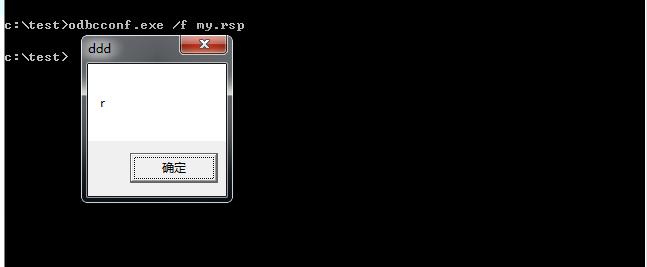 c:\test>odbcconf.exe /f my.rsp
c:\test>
ddd
r
确定